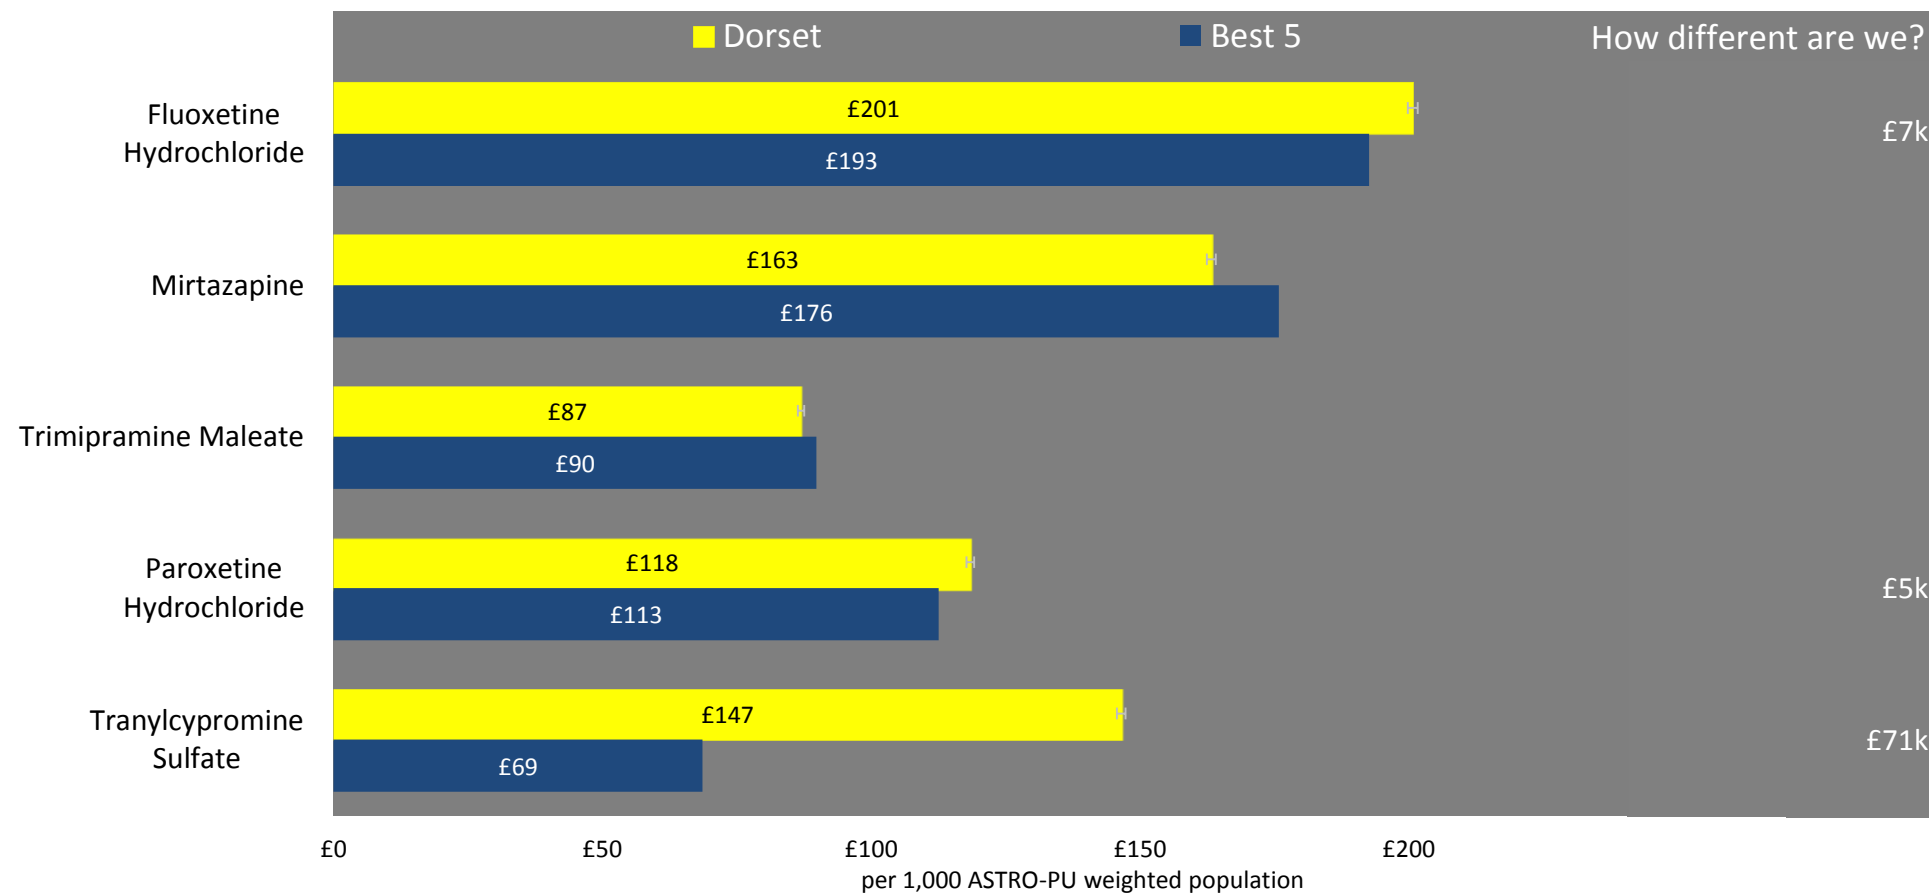 Dorset
Best 5
How different are we?
Fluoxetine
Hydrochloride
£201
£193
£7k
Mirtazapine
£163
£176
Trimipramine Maleate
£87
£90
Paroxetine
Hydrochloride
£118
£113
£5k
Tranylcypromine
Sulfate
£147
£69
£71k
£0
£50
£100
£150
£200
per 1,000 ASTRO-PU weighted population